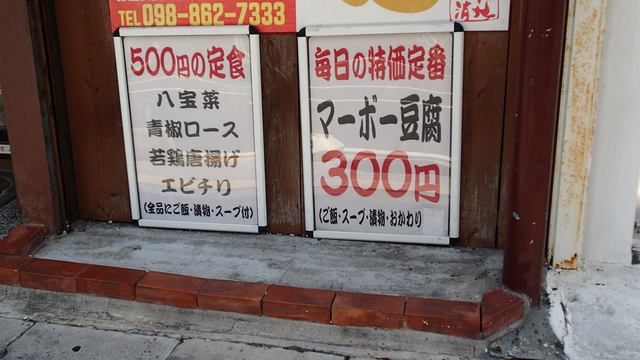 TEL 098-862-7333
500円の定食
八宝菜
青椒ロース
若鶏唐揚げ
エビチリ
(全品にご飯・漬物・スープ付)
毎日の特価定番
マーボー豆腐
300円
(ご飯・スープ・漬物・おかわり